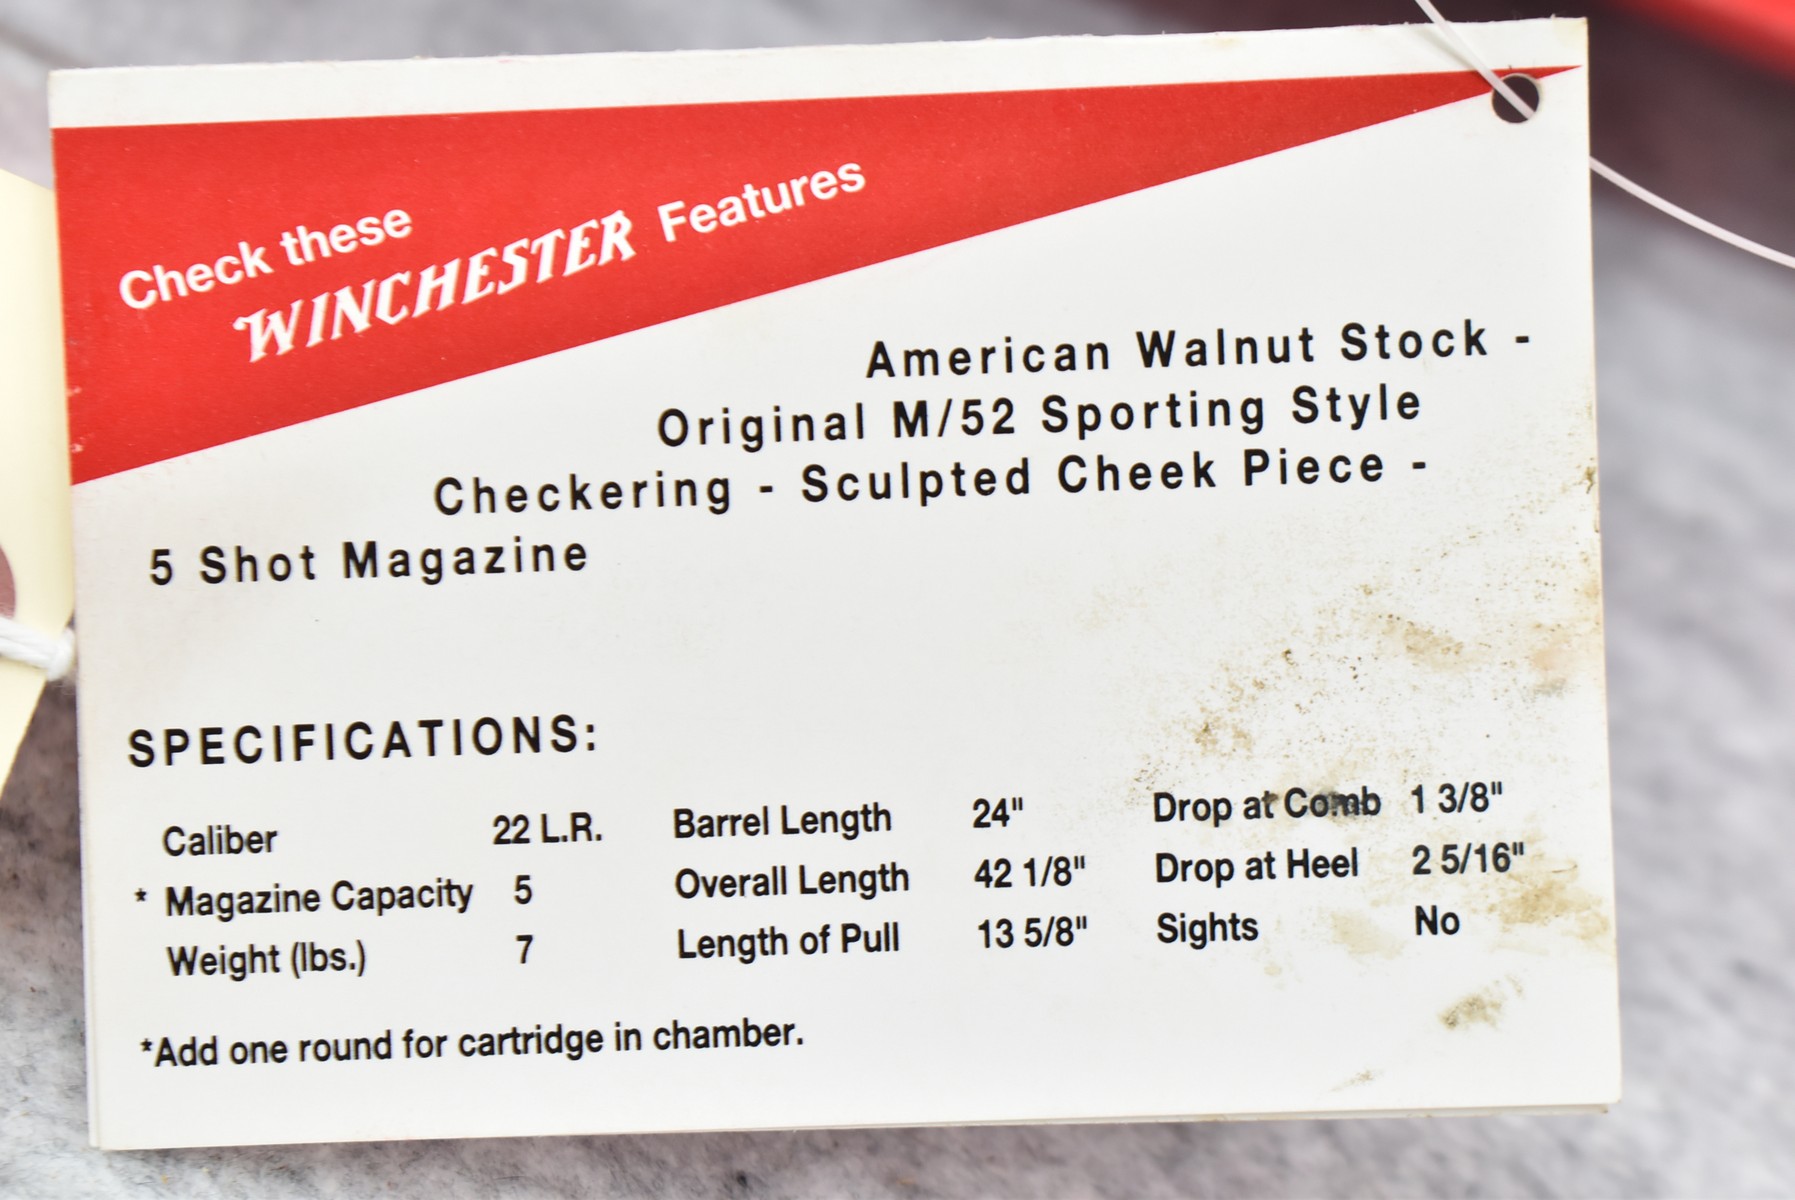 Check these
WINCHESTER Features
American Walnut Stock -
Original M/52 Sporting Style
Checkering - Sculpted Cheek Piece -
5 Shot Magazine
SPECIFICATIONS:
Caliber 22 L.R. Barrel Length 24" Drop at Comb 1 3/8"
* Magazine Capacity 5 Overall Length 42 1/8" Drop at Heel 2 5/16"
Weight (lbs.) 7 Length of Pull 13 5/8" Sights No
*Add one round for cartridge in chamber.